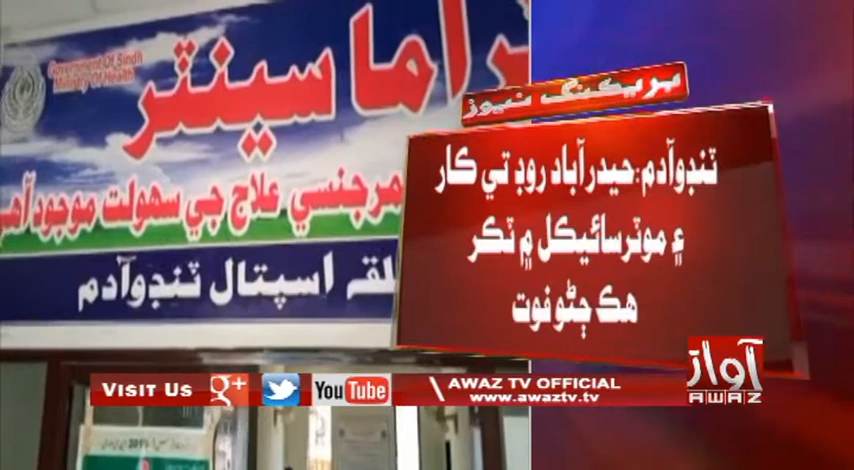 Government Of Sindh
Ministry Of Health
ٽراما سينٽر
مرجنسي علاج جي سهولت موجود آهي
لقه اسپتال ٽنڊوآدم
بريڪنگ نيوز
ٽنڊوآدم:حيدرآباد روڊ تي ڪار
۽ موٽرسائيڪل ۾ ٽڪر
هڪ ڄڻو فوت
آواز
AWAZ
VISIT US
g+
You Tube
AWAZ TV OFFICIAL
www.awaztv.tv